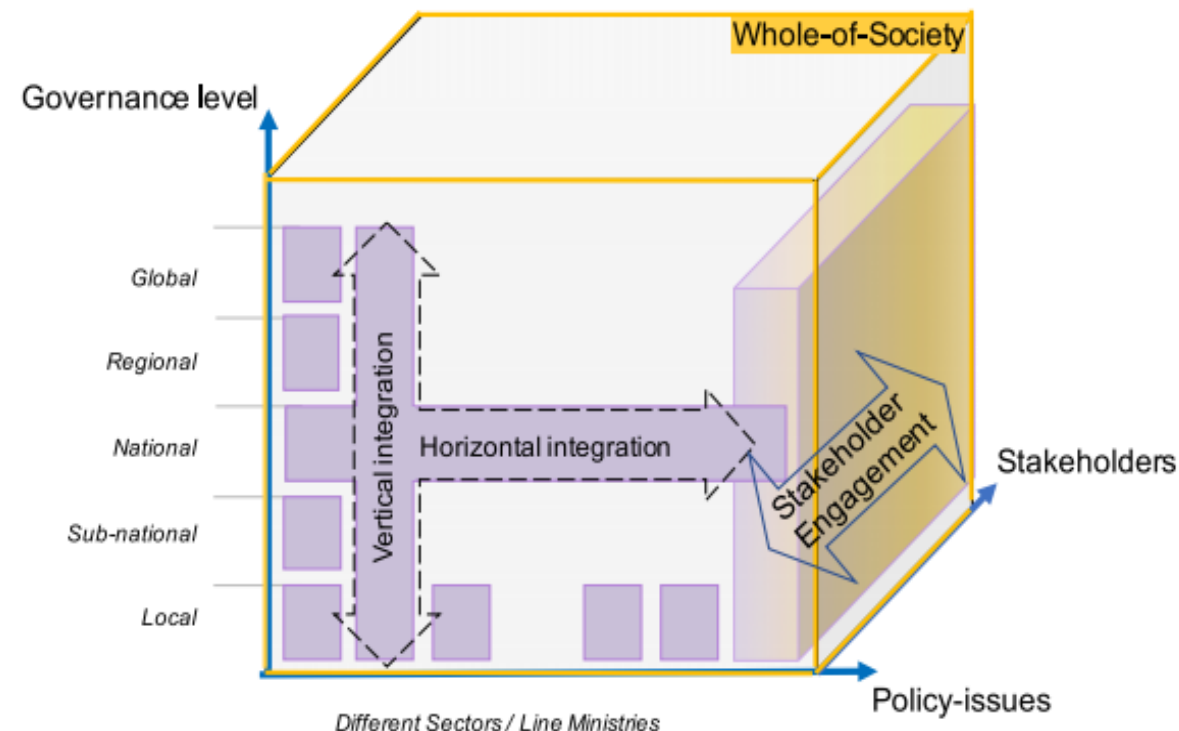 Whole-of-Society
Governance level
Global
Regional
National
Sub-national
Local
Vertical integration
Horizontal integration
Stakeholder
Engagement
Stakeholders
Policy-issues
Different Sectors / Line Ministries